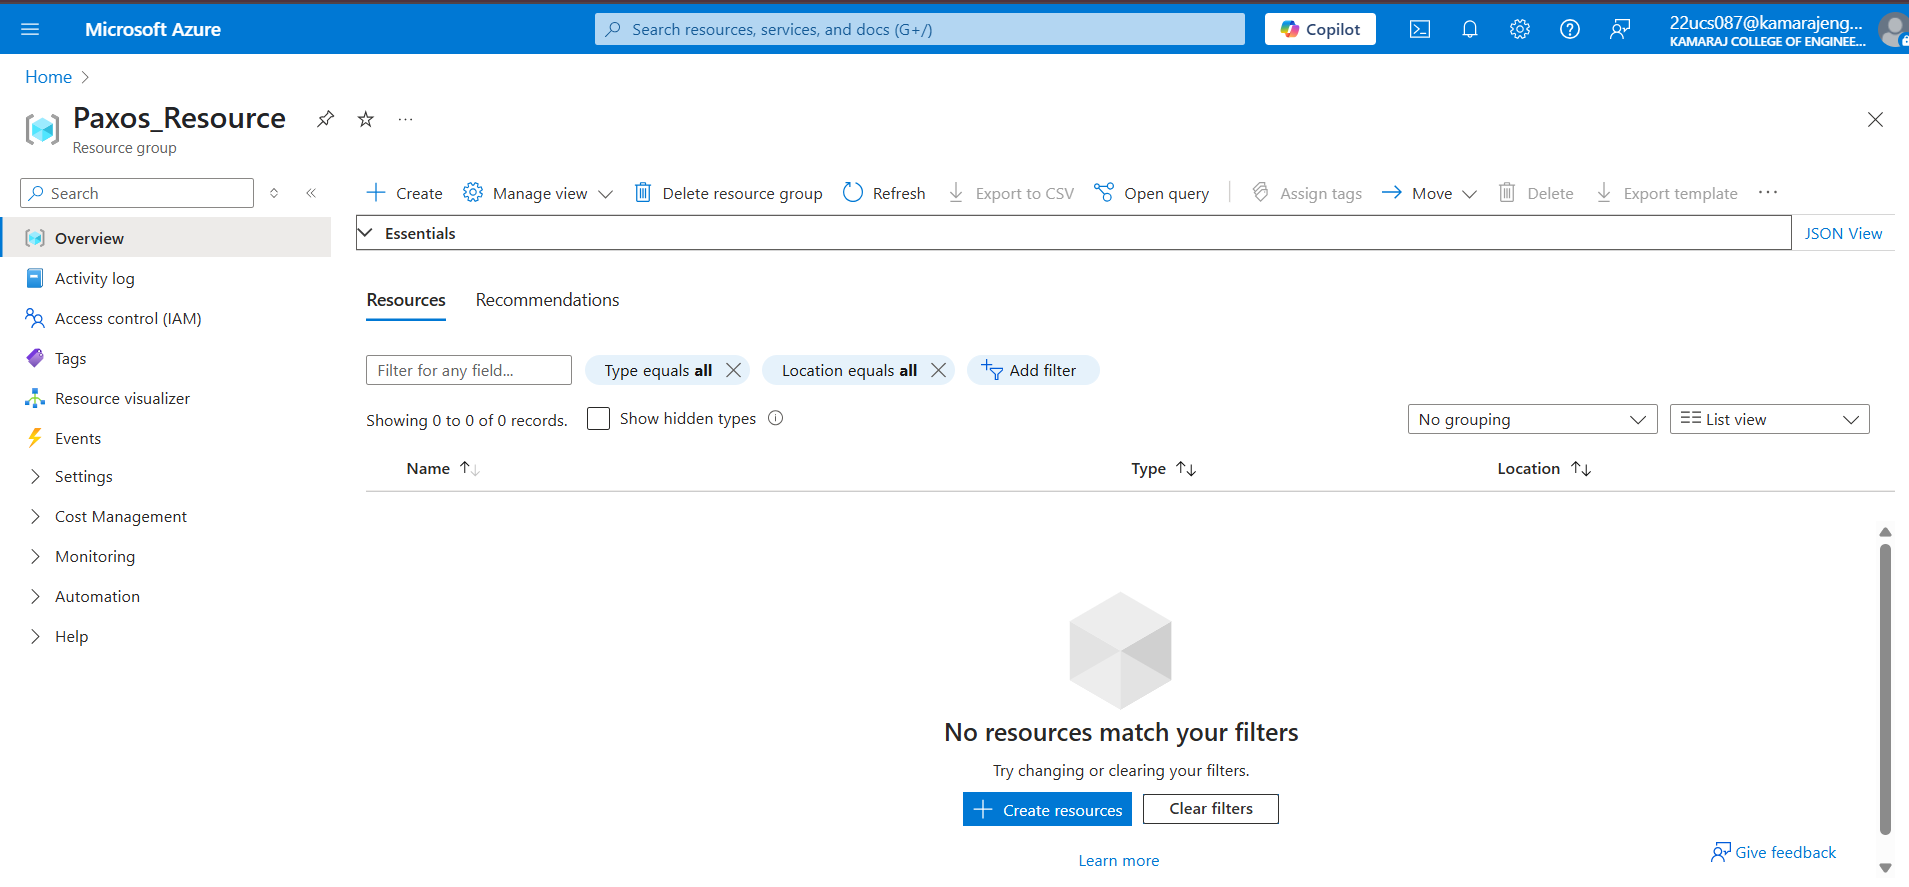 Microsoft Azure
Search resources, services, and docs (G+/)
Copilot
22ucs087@kamarajeng...
KAMARAJ COLLEGE OF ENGINEE...
Home
Paxos_Resource
Resource group
Search
Create
Manage view
Delete resource group
Refresh
Export to CSV
Open query
Assign tags
Move
Delete
Export template
Overview
Activity log
Access control (IAM)
Tags
Resource visualizer
Events
Settings
Cost Management
Monitoring
Automation
Help
Essentials
JSON View
Resources Recommendations
Filter for any field...
Type equals all
Location equals all
Add filter
Showing 0 to 0 of 0 records.
Show hidden types
No grouping
List view
Name
Type
Location
No resources match your filters
Try changing or clearing your filters.
Create resources
Clear filters
Learn more
Give feedback